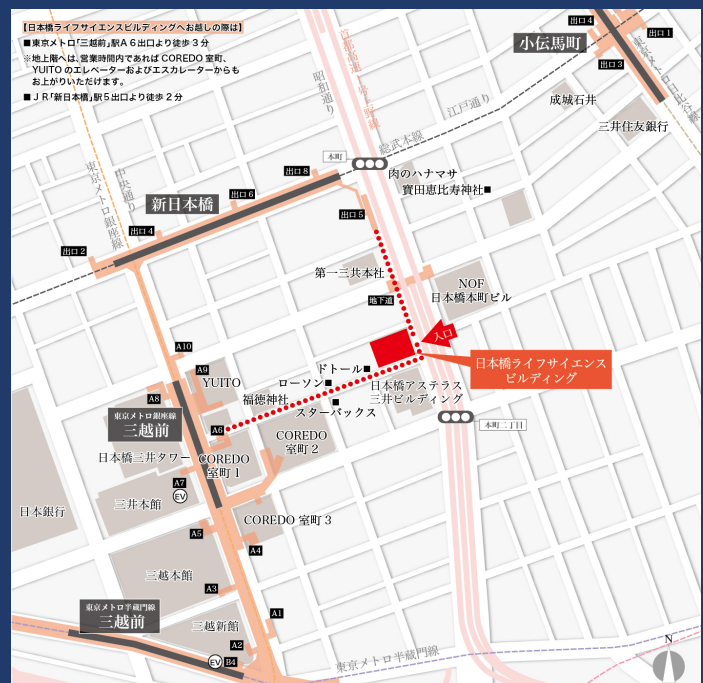 【日本橋ライフサイエンスビルディングへお越しの際は】
■東京メトロ「三越前」駅A6出口より徒歩3分
※地上階へは、営業時間内であればCOREDO室町、
YUITOのエレベーターおよびエスカレーターからも
お上がりいただけます。
■JR「新日本橋」駅5出口より徒歩2分
出口4
出口1
小伝馬町
出口3
東京メトロ日比谷線
首都高速一号上野線
昭和通り
江戸通り
成城石井
三井住友銀行
総武本線
本町
肉のハナマサ
寶田恵比寿神社■
出口8
東京メトロ銀座線
中央通り
出口6
新日本橋
出口5
出口4
出口2
第一三共本社
NOF
日本橋本町ビル
地下道
入口
A10
A9
YUITO
ドトール■
ローソン■
日本橋ライフサイエンス
ビルディング
A8
福徳神社
■
スターバックス
日本橋アステラス
三井ビルディング
東京メトロ銀座線
三越前
A6
本町二丁目
日本橋三井タワー
COREDO
室町1
COREDO
室町2
A7
EV
三井本館
日本銀行
COREDO 室町3
A5
A4
三越本館
A3
東京メトロ半蔵門線
三越前
A1
三越新館
A2
EV
B4
東京メトロ半蔵門線
N